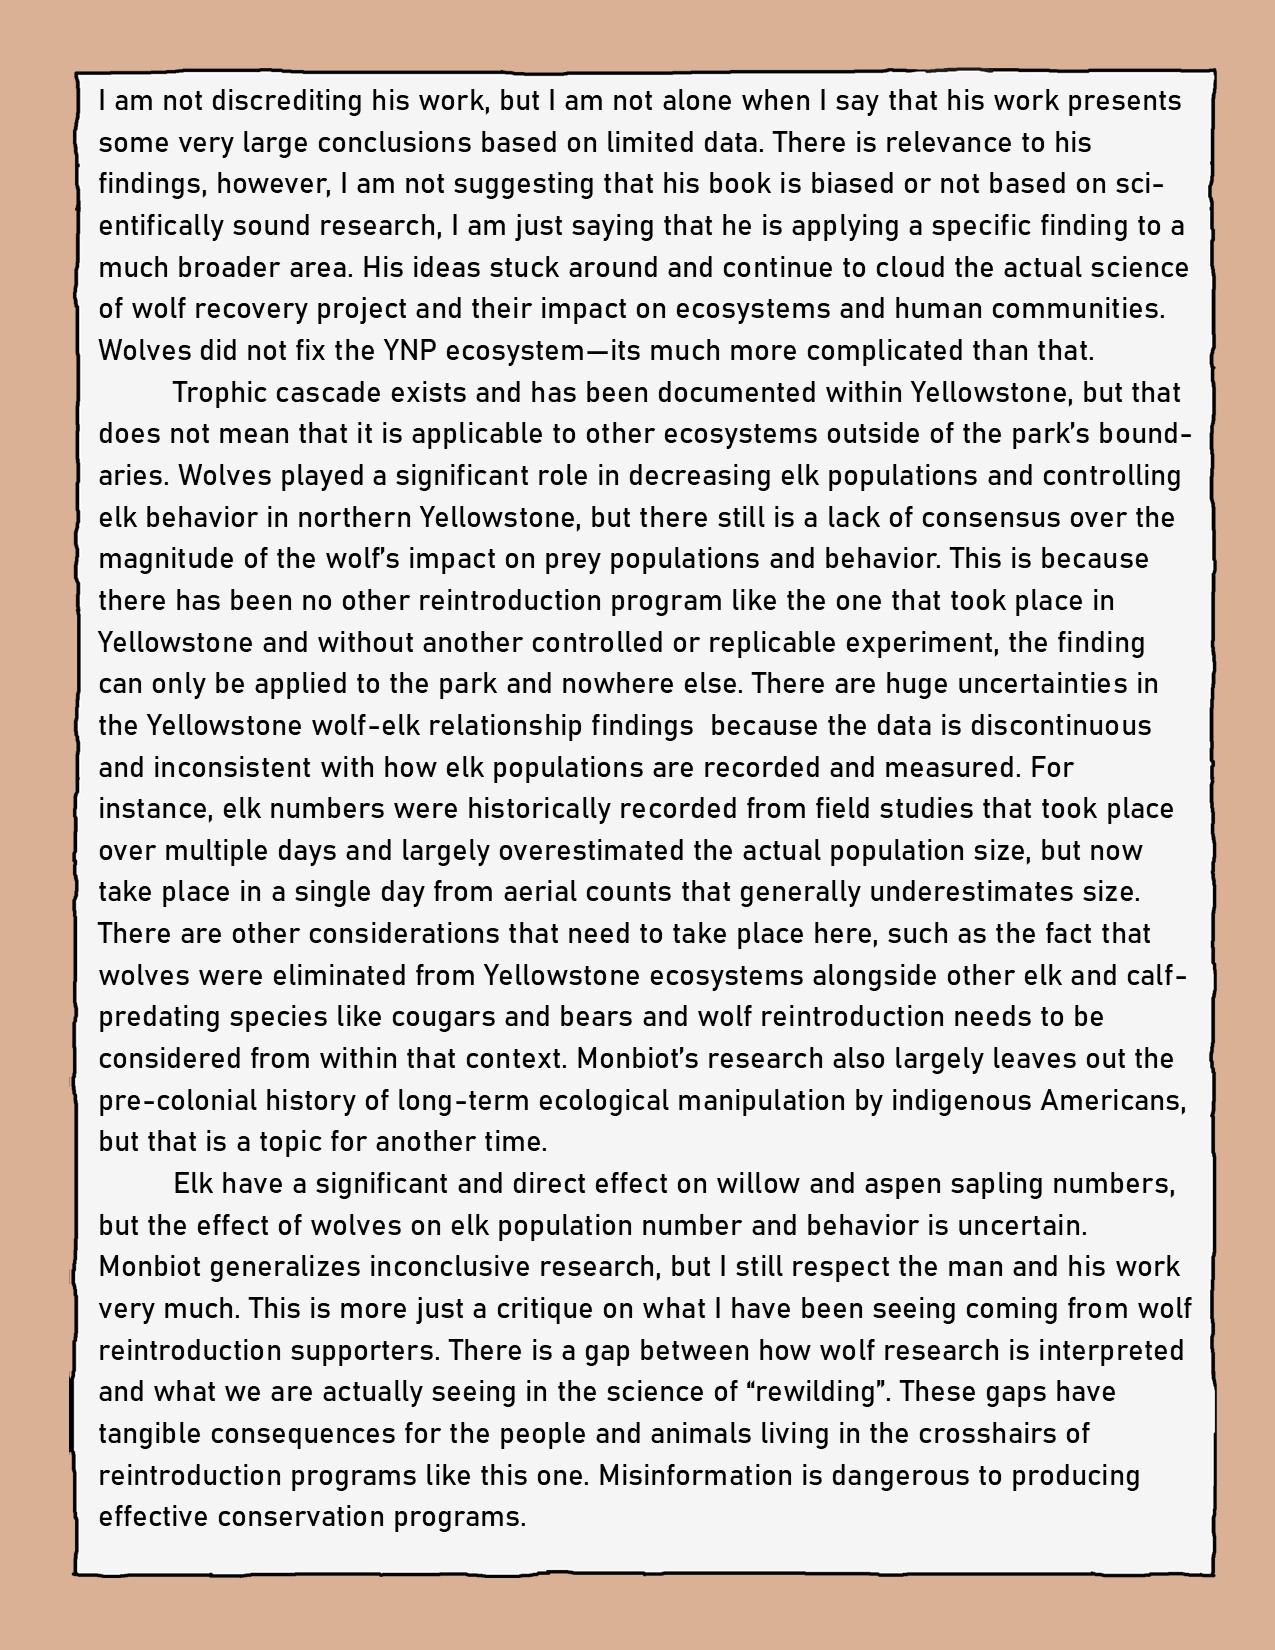 I am not discrediting his work, but I am not alone when I say that his work presents
some very large conclusions based on limited data. There is relevance to his
findings, however, I am not suggesting that his book is biased or not based on sci-
entifically sound research, I am just saying that he is applying a specific finding to a
much broader area. His ideas stuck around and continue to cloud the actual science
of wolf recovery project and their impact on ecosystems and human communities.
Wolves did not fix the YNP ecosystem—its much more complicated than that.
Trophic cascade exists and has been documented within Yellowstone, but that
does not mean that it is applicable to other ecosystems outside of the park’s bound-
aries. Wolves played a significant role in decreasing elk populations and controlling
elk behavior in northern Yellowstone, but there still is a lack of consensus over the
magnitude of the wolf’s impact on prey populations and behavior. This is because
there has been no other reintroduction program like the one that took place in
Yellowstone and without another controlled or replicable experiment, the finding
can only be applied to the park and nowhere else. There are huge uncertainties in
the Yellowstone wolf-elk relationship findings  because the data is discontinuous
and inconsistent with how elk populations are recorded and measured. For
instance, elk numbers were historically recorded from field studies that took place
over multiple days and largely overestimated the actual population size, but now
take place in a single day from aerial counts that generally underestimates size.
There are other considerations that need to take place here, such as the fact that
wolves were eliminated from Yellowstone ecosystems alongside other elk and calf-
predating species like cougars and bears and wolf reintroduction needs to be
considered from within that context. Monbiot’s research also largely leaves out the
pre-colonial history of long-term ecological manipulation by indigenous Americans,
but that is a topic for another time.
Elk have a significant and direct effect on willow and aspen sapling numbers,
but the effect of wolves on elk population number and behavior is uncertain.
Monbiot generalizes inconclusive research, but I still respect the man and his work
very much. This is more just a critique on what I have been seeing coming from wolf
reintroduction supporters. There is a gap between how wolf research is interpreted
and what we are actually seeing in the science of “rewilding”. These gaps have
tangible consequences for the people and animals living in the crosshairs of
reintroduction programs like this one. Misinformation is dangerous to producing
effective conservation programs.